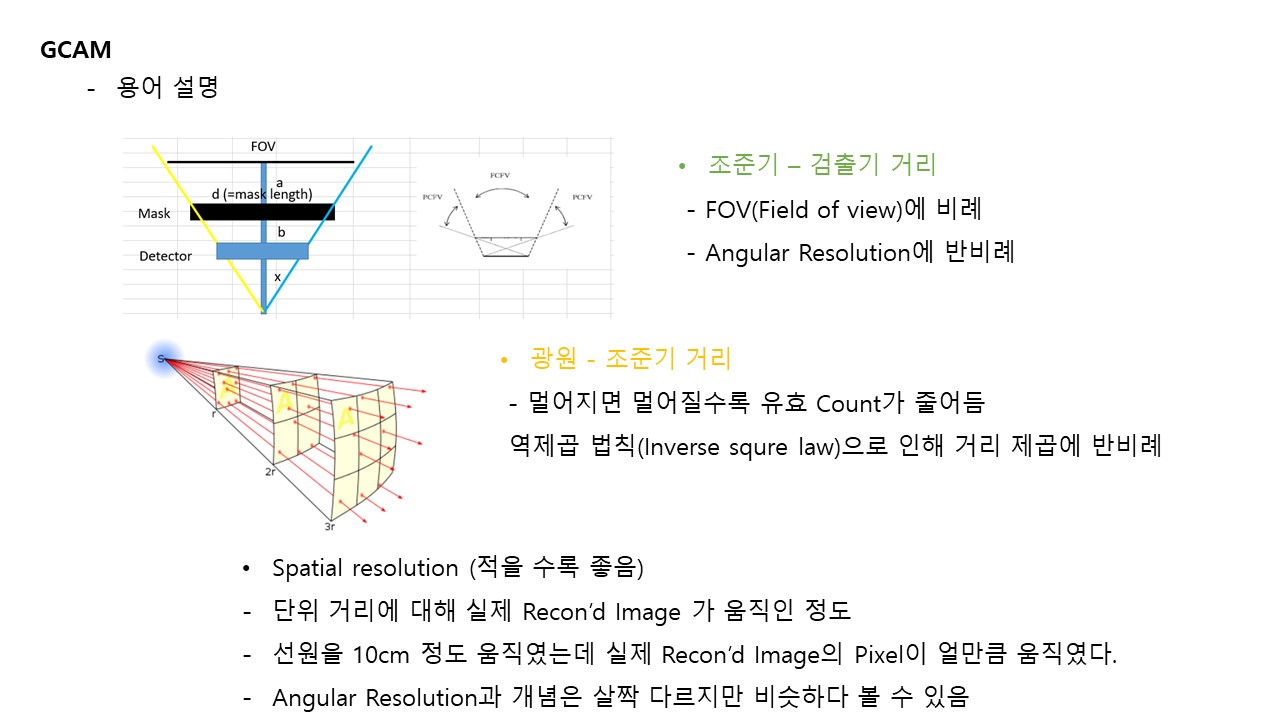 GCAM
- 용어 설명
FOV
a
d (=mask length)
Mask
b
Detector
x
FCFV
PCFV
PCFV
• 조준기 – 검출기 거리
- FOV(Field of view)에 비례
- Angular Resolution에 반비례
S
A
A
A
r
2r
3r
• 광원 - 조준기 거리
- 멀어지면 멀어질수록 유효 Count가 줄어듬
역제곱 법칙(Inverse squre law)으로 인해 거리 제곱에 반비례
• Spatial resolution (적을 수록 좋음)
- 단위 거리에 대해 실제 Recon’d Image 가 움직인 정도
- 선원을 10cm 정도 움직였는데 실제 Recon’d Image의 Pixel이 얼만큼 움직였다.
- Angular Resolution과 개념은 살짝 다르지만 비슷하다 볼 수 있음